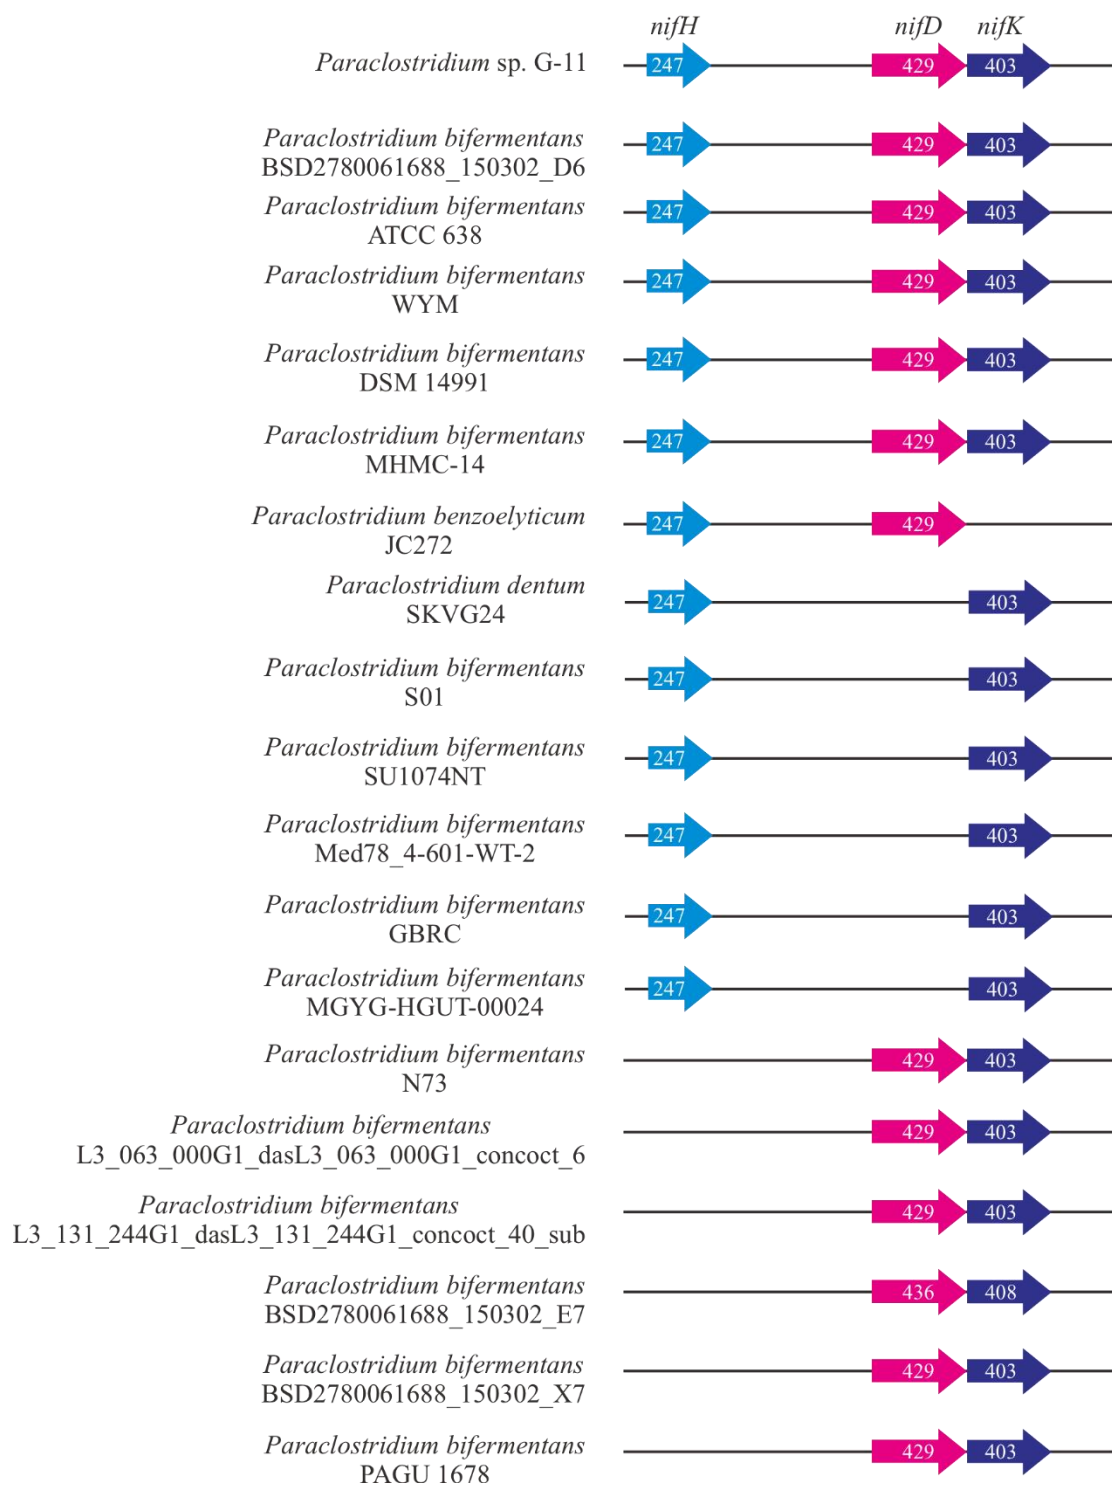 nifH nifD nifK
Paraclostridium sp. G-11 247 429 403
Paraclostridium bifermentans
BSD2780061688_150302_D6 247 429 403
Paraclostridium bifermentans
ATCC 638 247 429 403
Paraclostridium bifermentans
WYM 247 429 403
Paraclostridium bifermentans
DSM 14991 247 429 403
Paraclostridium bifermentans
MHMC-14 247 429 403
Paraclostridium benzoelyticum
JC272 247 429
Paraclostridium dentum
SKVG24 247 403
Paraclostridium bifermentans
S01 247 403
Paraclostridium bifermentans
SU1074NT 247 403
Paraclostridium bifermentans
Med78_4-601-WT-2 247 403
Paraclostridium bifermentans
GBRC 247 403
Paraclostridium bifermentans
MGYG-HGUT-00024 247 403
Paraclostridium bifermentans
N73 429 403
Paraclostridium bifermentans
L3_063_000G1_dasL3_063_000G1_concoct_6 429 403
Paraclostridium bifermentans
L3_131_244G1_dasL3_131_244G1_concoct_40_sub 429 403
Paraclostridium bifermentans
BSD2780061688_150302_E7 436 408
Paraclostridium bifermentans
BSD2780061688_150302_X7 429 403
Paraclostridium bifermentans
PAGU 1678 429 403